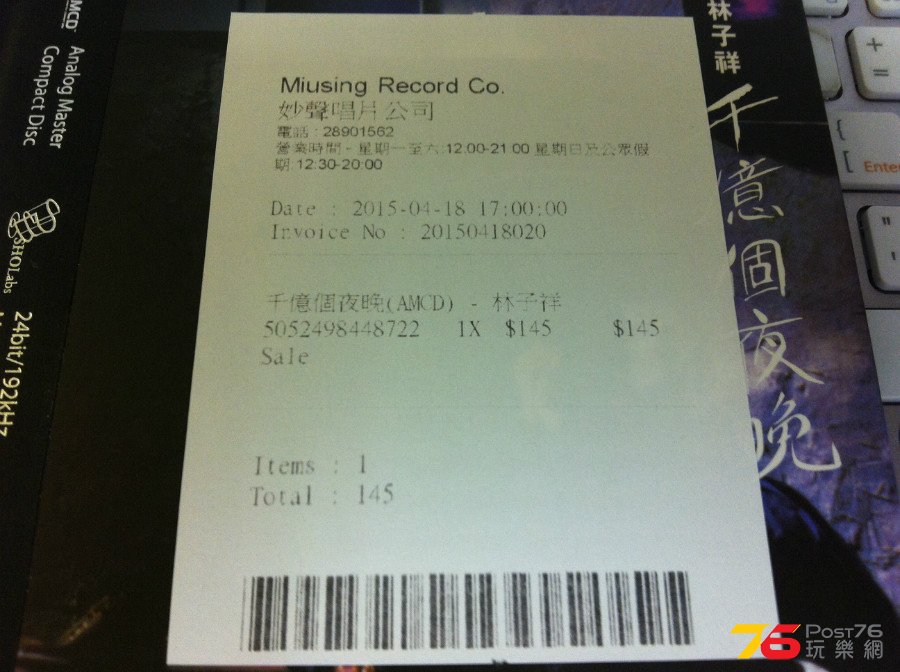 Miusing Record Co.
妙聲唱片公司
電話 : 28901562
營業時間 - 星期一至六:12:00-21:00 星期日及公眾假
期:12:30-20:00
Date : 2015-04-18 17:00:00
Invoice No : 20150418020
千億個夜晚(AMCD) - 林子祥
5052498448722 1X $145 $145
Sale
Items : 1
Total : 145
AMCD
Analog Master
Compact Disc
SHOLabs
24bit/192kHz
林子祥
千億個夜晚
+
=
{
[
Enter
"
Post76
玩樂網